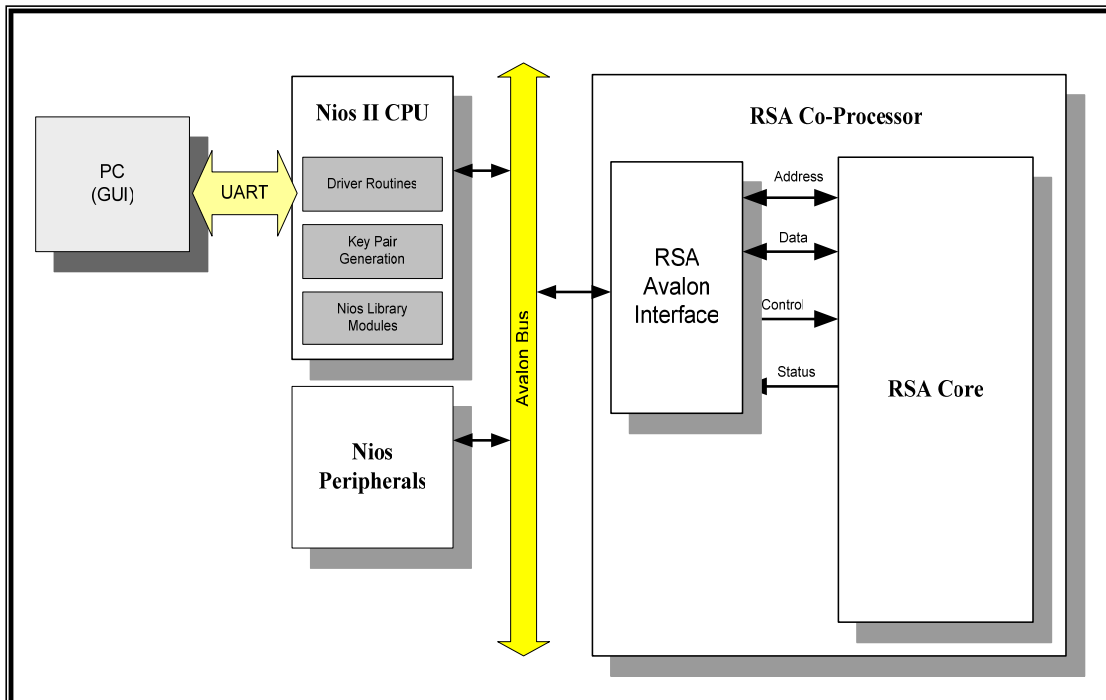 PC
(GUI)
UART
Nios II CPU
Driver Routines
Key Pair
Generation
Nios Library
Modules
Nios
Peripherals
Avalon Bus
RSA Co-Processor
RSA
Avalon
Interface
Address
Data
Control
Status
RSA Core